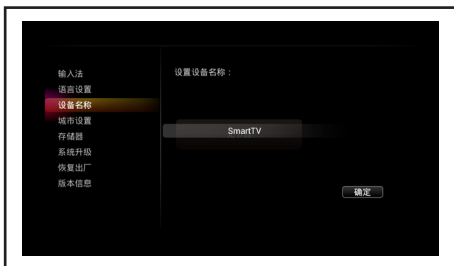 输入法
语言设置
设备名称
城市设置
存储器
系统升级
恢复出厂
版本信息
设置设备名称：
SmartTV
确定